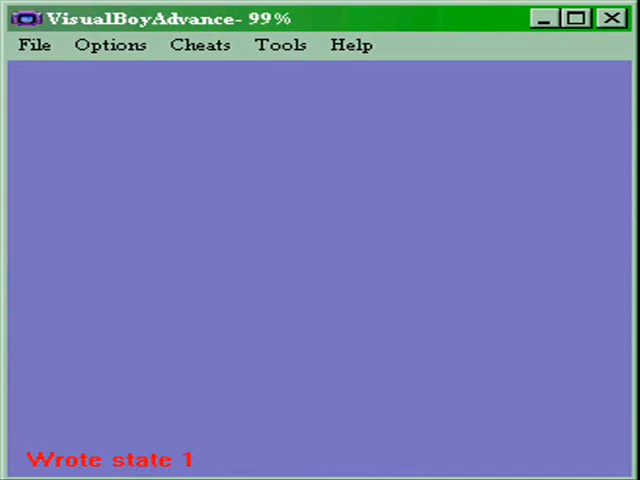 VisualBoyAdvance- 99%
File Options Cheats Tools Help
Wrote state 1